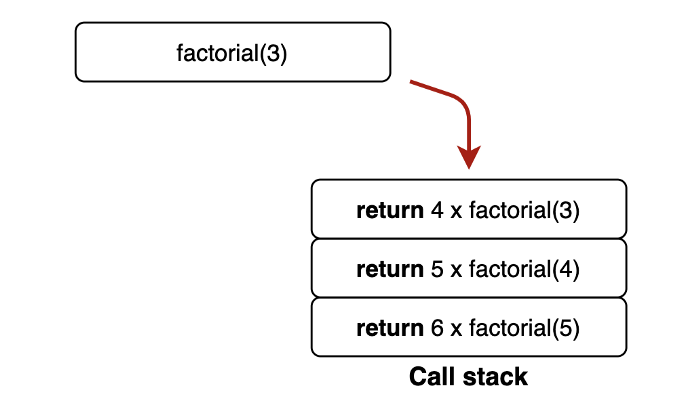 factorial(3)
return 4 x factorial(3)
return 5 x factorial(4)
return 6 x factorial(5)
Call stack